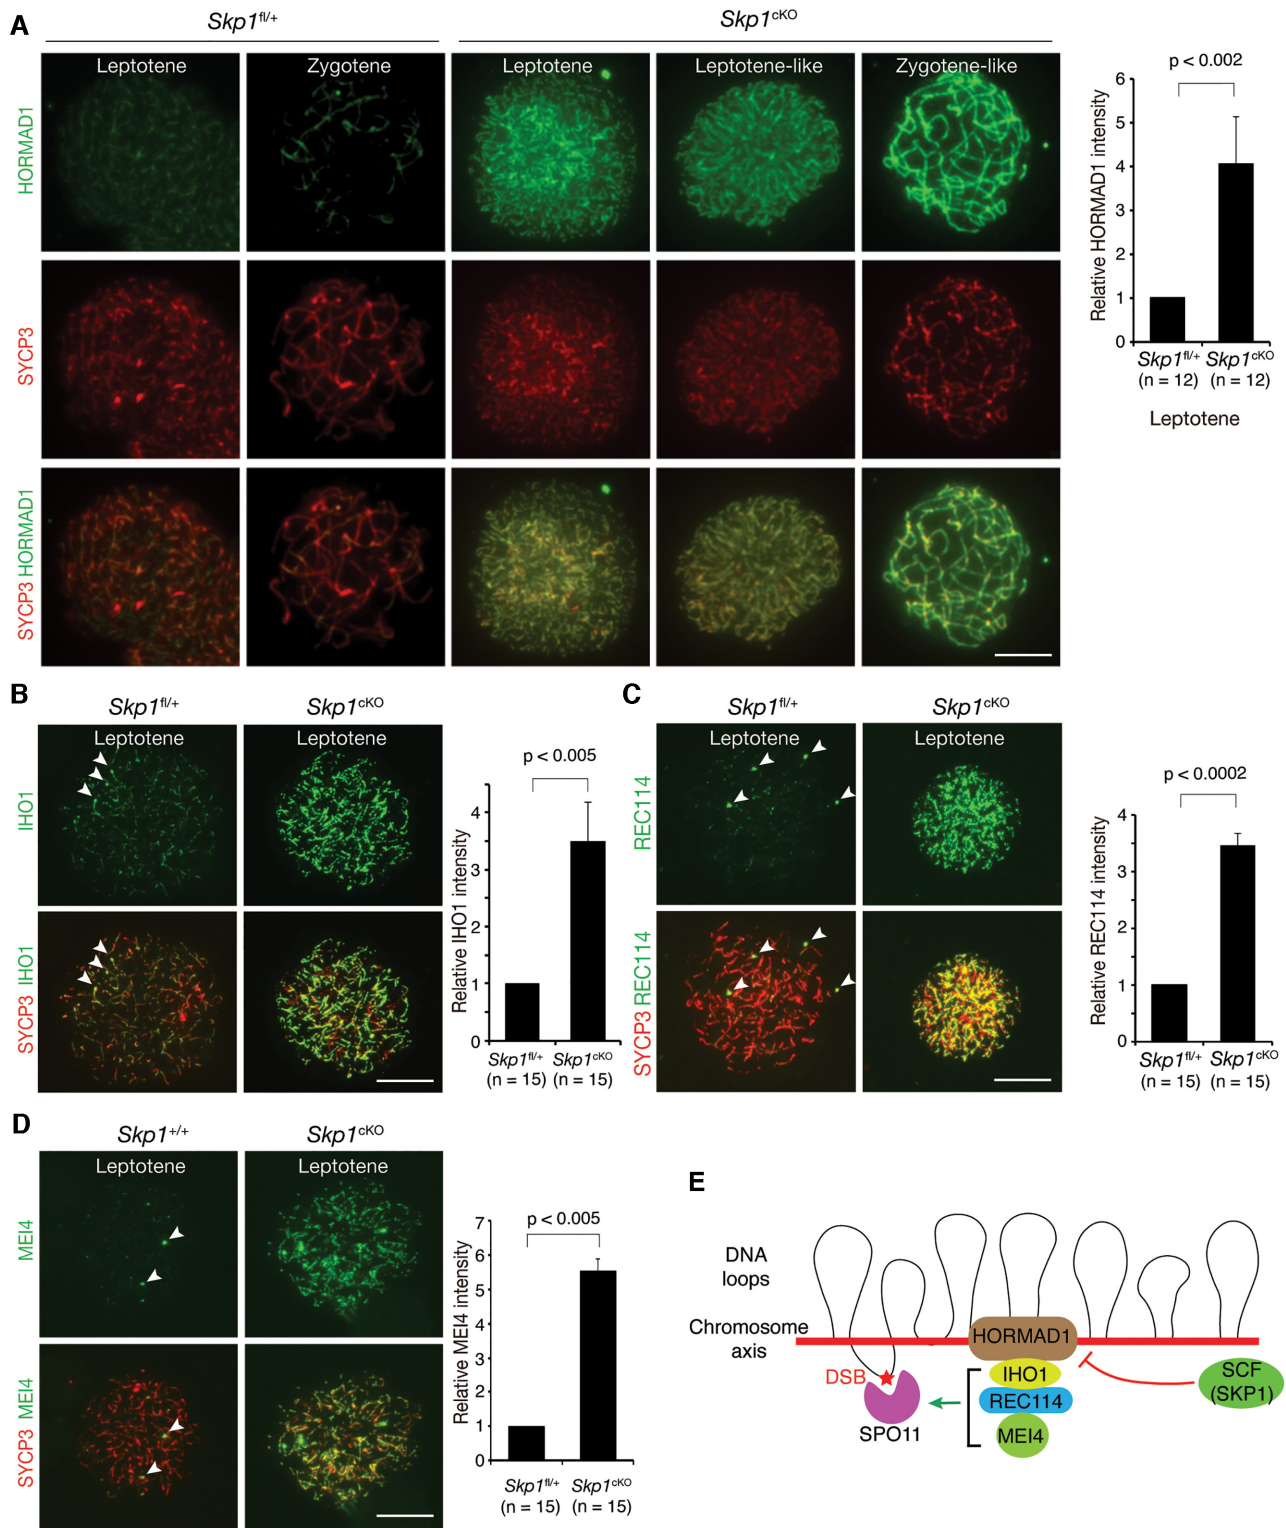 A
Skp1fl/+
Skp1cKO
Leptotene
Zygotene
Leptotene
Leptotene-like
Zygotene-like
HORMAD1
SYCP3
SYCP3 HORMAD1
p < 0.002
Relative HORMAD1 intensity
6
5
4
3
2
1
0
Skp1fl/+
Skp1cKO
(n = 12)
(n = 12)
Leptotene
B
Skp1fl/+
Skp1cKO
Leptotene
Leptotene
IHO1
SYCP3 IHO1
p < 0.005
Relative IHO1 intensity
4
3
2
1
0
Skp1fl/+
Skp1cKO
(n = 15)
(n = 15)
C
Skp1fl/+
Skp1cKO
Leptotene
Leptotene
REC114
SYCP3 REC114
p < 0.0002
Relative REC114 intensity
4
3
2
1
0
Skp1fl/+
Skp1cKO
(n = 15)
(n = 15)
D
Skp1+/+
Skp1cKO
Leptotene
Leptotene
MEI4
SYCP3 MEI4
p < 0.005
Relative MEI4 intensity
7
6
5
4
3
2
1
0
Skp1fl/+
Skp1cKO
(n = 15)
(n = 15)
E
DNA
loops
Chromosome
axis
HORMAD1
DSB
IHO1
REC114
MEI4
SPO11
SCF
(SKP1)